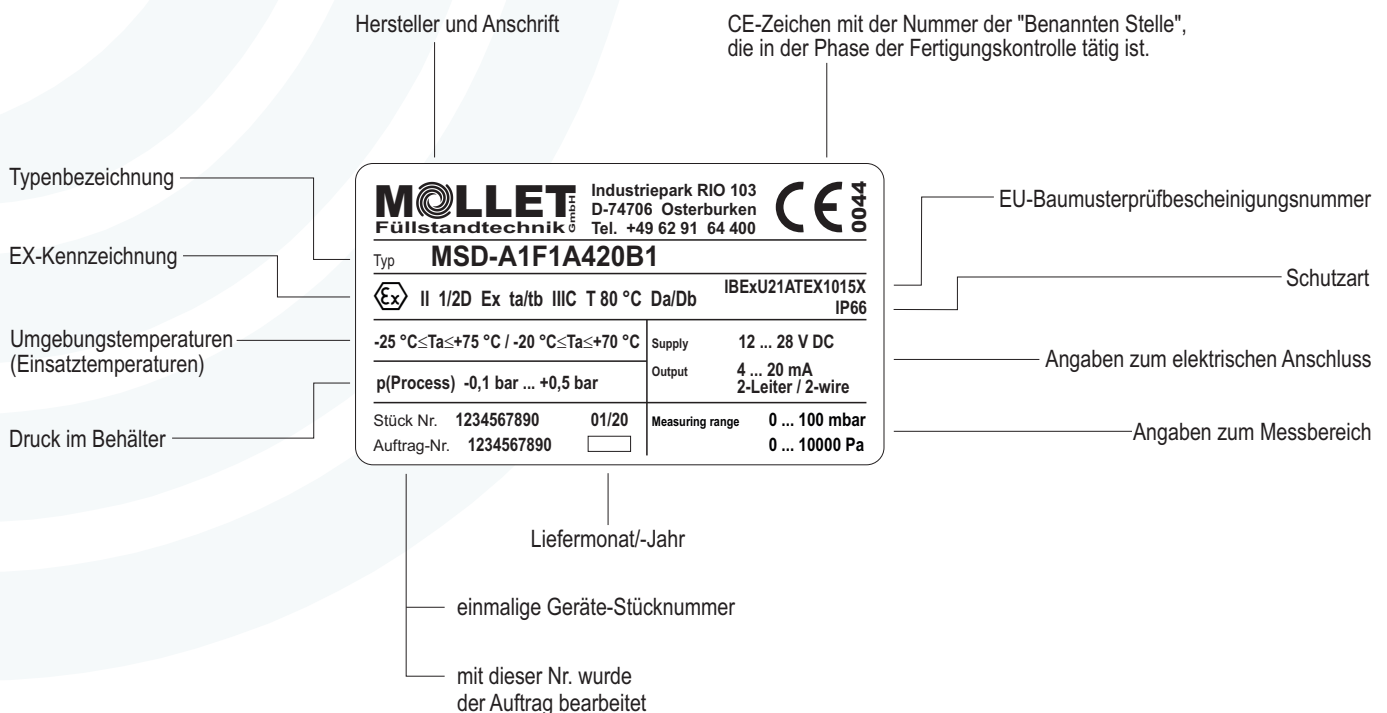 Hersteller und Anschrift
CE-Zeichen mit der Nummer der "Benannten Stelle",
die in der Phase der Fertigungskontrolle tätig ist.
Typenbezeichnung
EX-Kennzeichnung
Umgebungstemperaturen
(Einsatztemperaturen)
Druck im Behälter
MOLLET GmbH
Füllstandtechnik
Industriepark RIO 103
D-74706 Osterburken
Tel. +49 62 91 64 400
CE 0044
Typ MSD-A1F1A420B1
Ex II 1/2D Ex ta/tb IIIC T 80 °C Da/Db
IBExU21ATEX1015X
IP66
-25 °C≤Ta≤+75 °C / -20 °C≤Ta≤+70 °C
p(Process) -0,1 bar ... +0,5 bar
Supply 12 ... 28 V DC
Output 4 ... 20 mA
2-Leiter / 2-wire
Stück Nr. 1234567890 01/20
Auftrag-Nr. 1234567890
Measuring range 0 ... 100 mbar
0 ... 10000 Pa
EU-Baumusterprüfbescheinigungsnummer
Schutzart
Angaben zum elektrischen Anschluss
Angaben zum Messbereich
Liefermonat/-Jahr
einmalige Geräte-Stücknummer
mit dieser Nr. wurde
der Auftrag bearbeitet